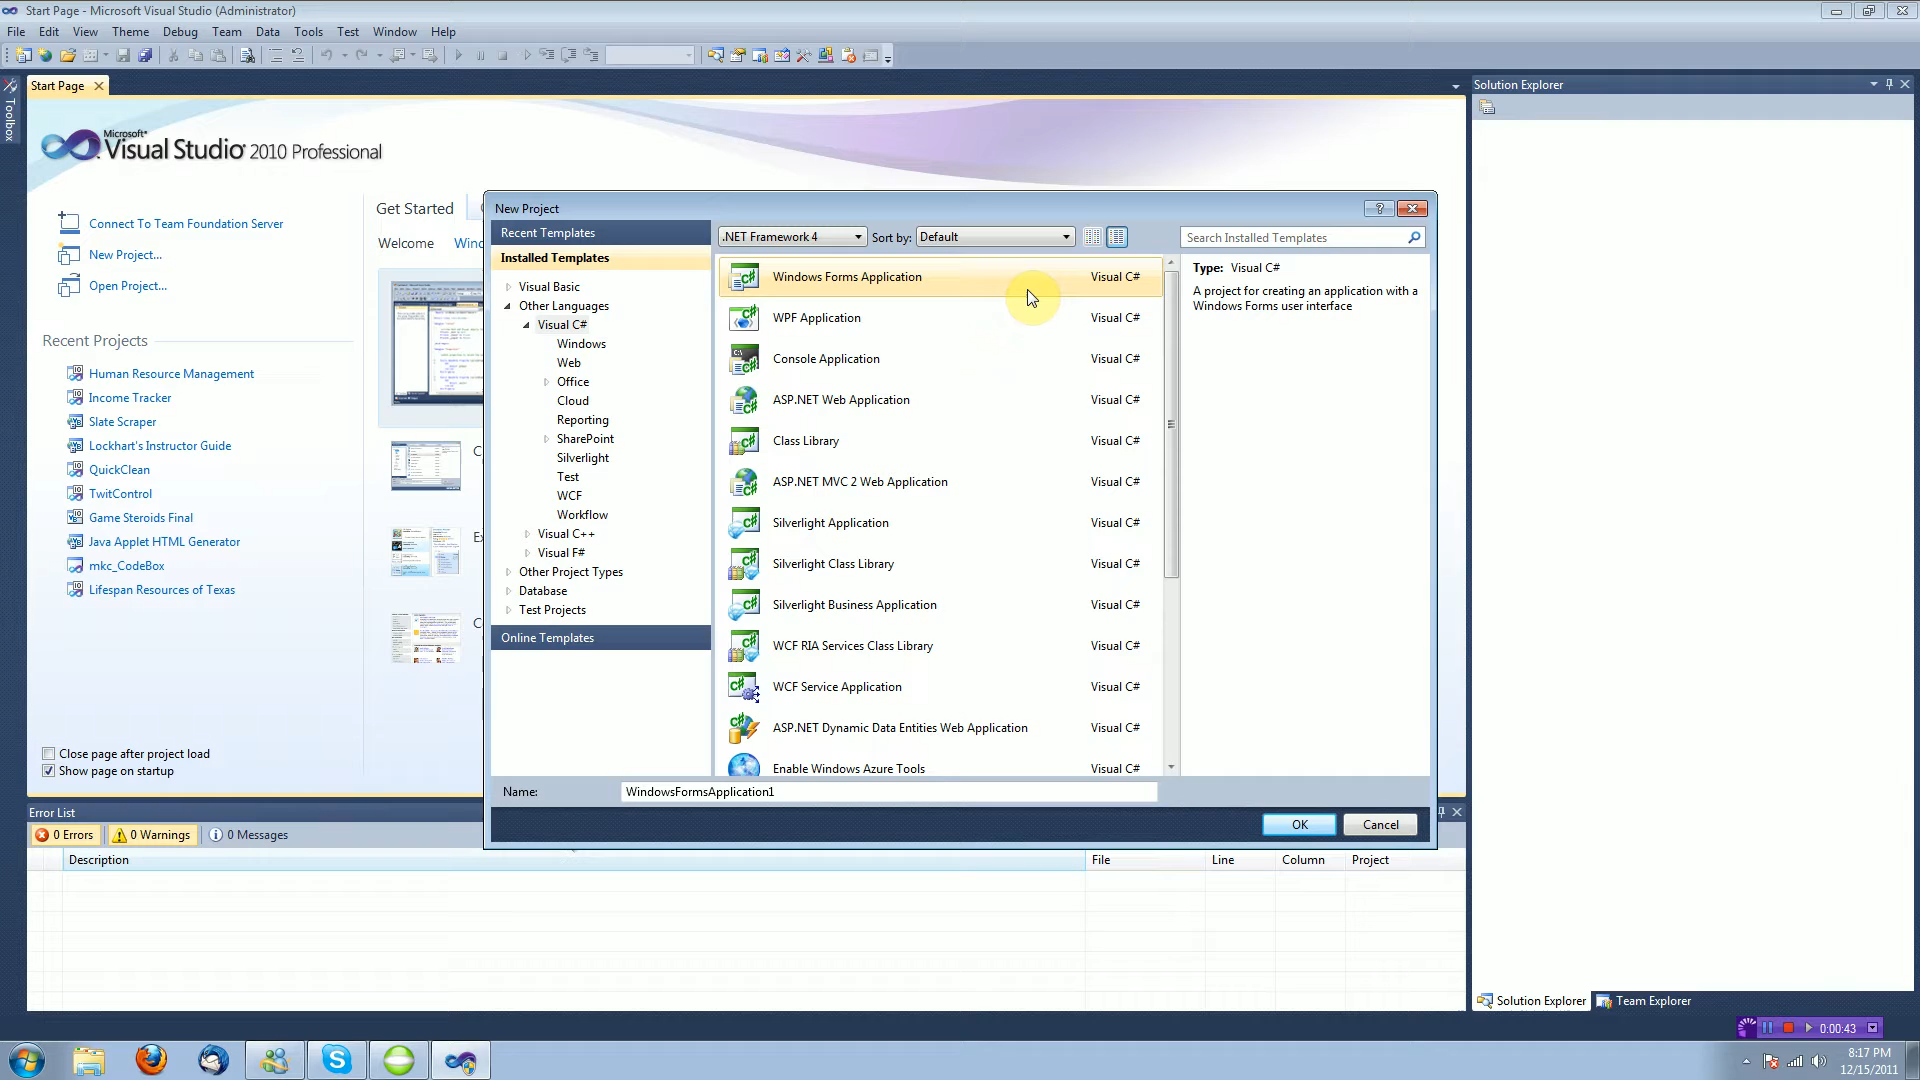 Start Page - Microsoft Visual Studio (Administrator)
File Edit View Theme Debug Team Data Tools Test Window Help
Toolbox
Start Page
Solution Explorer
Microsoft
Visual Studio 2010 Professional
Connect To Team Foundation Server
New Project...
Open Project...
Get Started
Welcome Wind
Recent Projects
Human Resource Management
Income Tracker
Slate Scraper
Lockhart's Instructor Guide
QuickClean
TwitControl
Game Steroids Final
Java Applet HTML Generator
mkc_CodeBox
Lifespan Resources of Texas
Close page after project load
Show page on startup
New Project
Recent Templates
Installed Templates
Visual Basic
Other Languages
Visual C#
Windows
Web
Office
Cloud
Reporting
SharePoint
Silverlight
Test
WCF
Workflow
Visual C++
Visual F#
Other Project Types
Database
Test Projects
Online Templates
.NET Framework 4 Sort by: Default
Search Installed Templates
Windows Forms Application Visual C#
WPF Application Visual C#
Console Application Visual C#
ASP.NET Web Application Visual C#
Class Library Visual C#
ASP.NET MVC 2 Web Application Visual C#
Silverlight Application Visual C#
Silverlight Class Library Visual C#
Silverlight Business Application Visual C#
WCF RIA Services Class Library Visual C#
WCF Service Application Visual C#
ASP.NET Dynamic Data Entities Web Application Visual C#
Enable Windows Azure Tools Visual C#
Type: Visual C#
A project for creating an application with a
Windows Forms user interface
Name: WindowsFormsApplication1
OK Cancel
Error List
0 Errors 0 Warnings 0 Messages
Description File Line Column Project
Solution Explorer Team Explorer
0:00:43
8:17 PM
12/15/2011